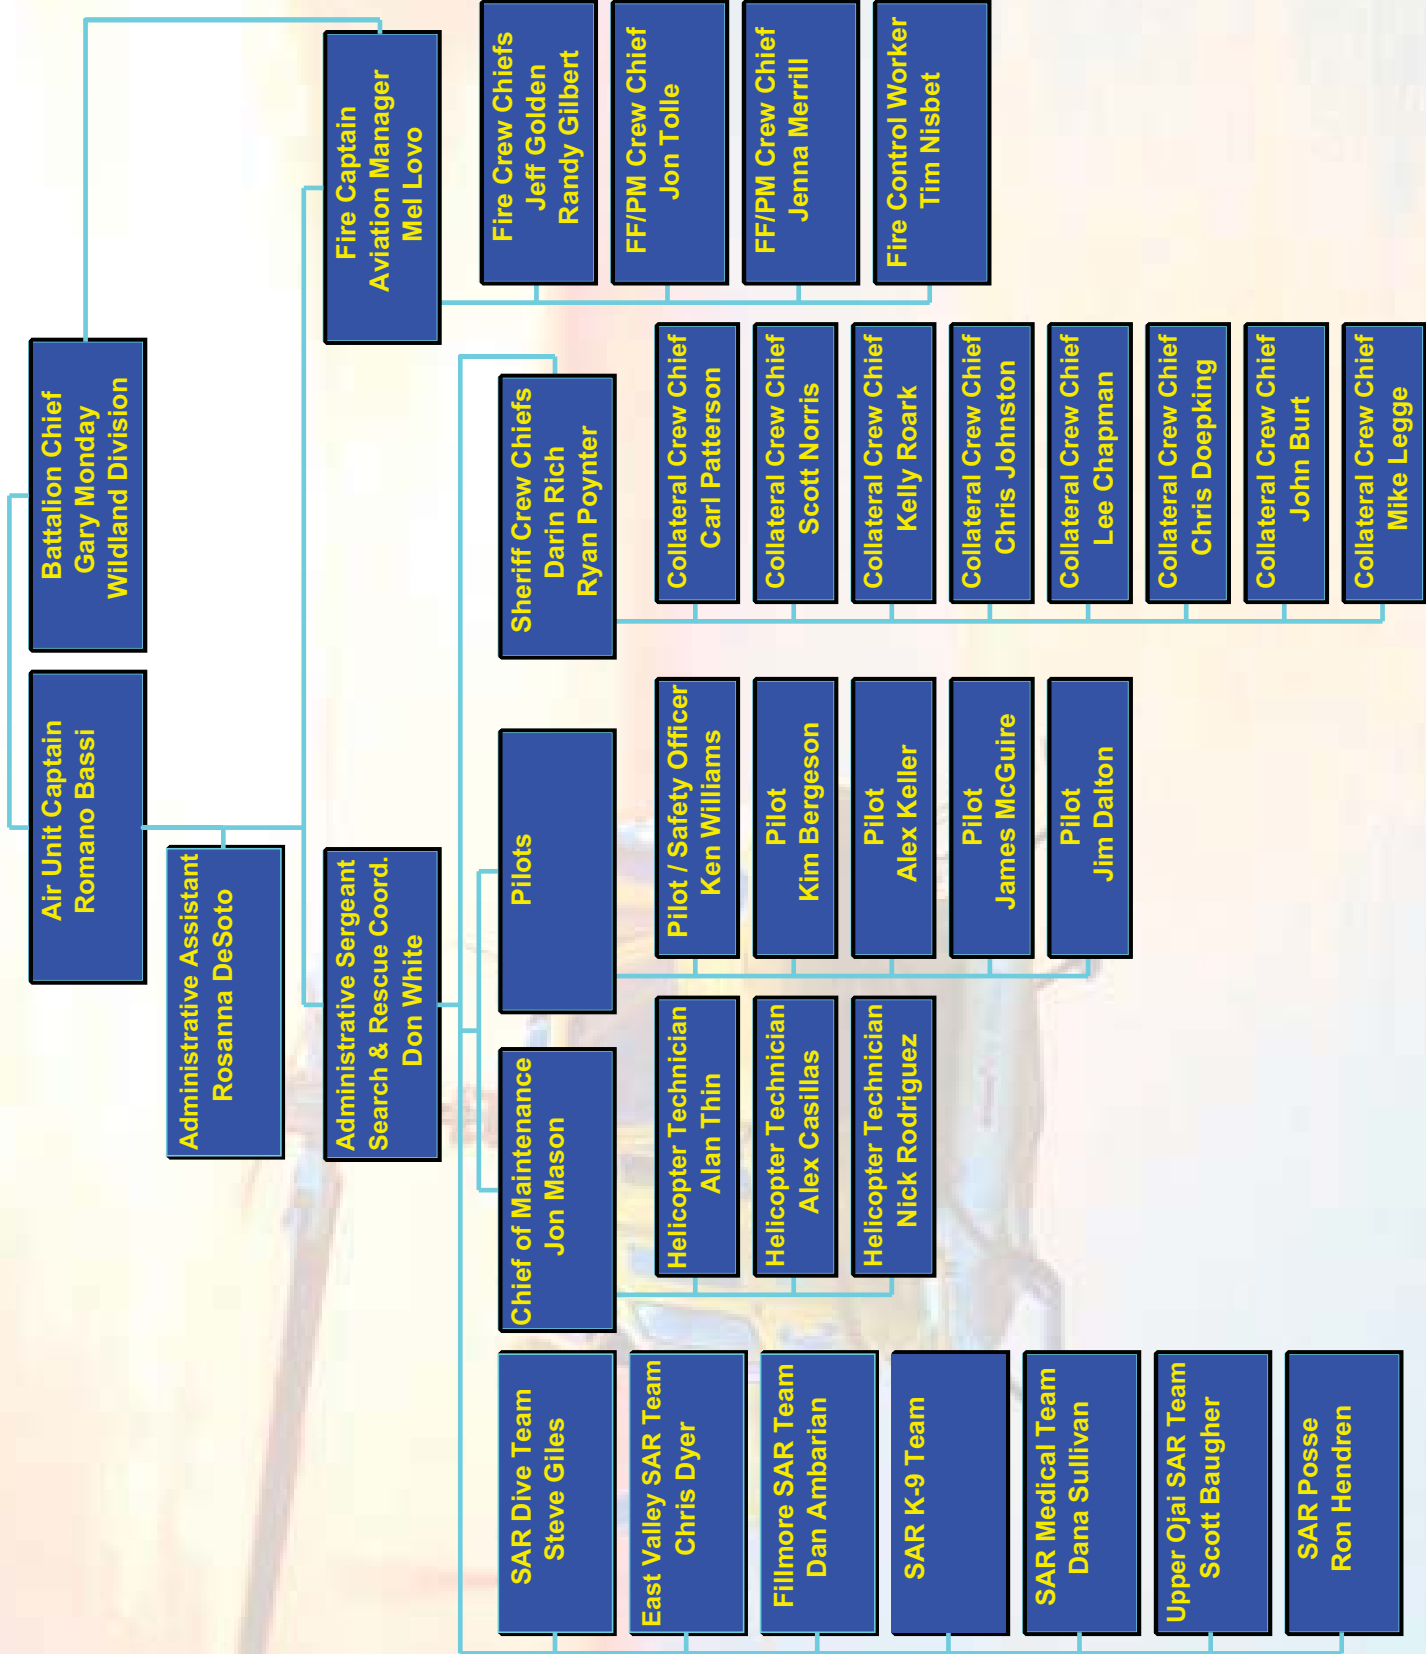 Air Unit Captain
Romano Bassi
Battalion Chief
Gary Monday
Wildland Division
Administrative Assistant
Rosanna DeSoto
Administrative Sergeant
Search & Rescue Coord.
Don White
Fire Captain
Aviation Manager
Mel Lovo
SAR Dive Team
Steve Giles
East Valley SAR Team
Chris Dyer
Fillmore SAR Team
Dan Ambarian
SAR K-9 Team
SAR Medical Team
Dana Sullivan
Upper Ojai SAR Team
Scott Baugher
SAR Posse
Ron Hendren
Chief of Maintenance
Jon Mason
Helicopter Technician
Alan Thin
Helicopter Technician
Alex Casillas
Helicopter Technician
Nick Rodriguez
Pilots
Pilot / Safety Officer
Ken Williams
Pilot
Kim Bergeson
Pilot
Alex Keller
Pilot
James McGuire
Pilot
Jim Dalton
Sheriff Crew Chiefs
Darin Rich
Ryan Poynter
Collateral Crew Chief
Carl Patterson
Collateral Crew Chief
Scott Norris
Collateral Crew Chief
Kelly Roark
Collateral Crew Chief
Chris Johnston
Collateral Crew Chief
Lee Chapman
Collateral Crew Chief
Chris Doepking
Collateral Crew Chief
John Burt
Collateral Crew Chief
Mike Legge
Fire Crew Chiefs
Jeff Golden
Randy Gilbert
FF/PM Crew Chief
Jon Tolle
FF/PM Crew Chief
Jenna Merrill
Fire Control Worker
Tim Nisbet